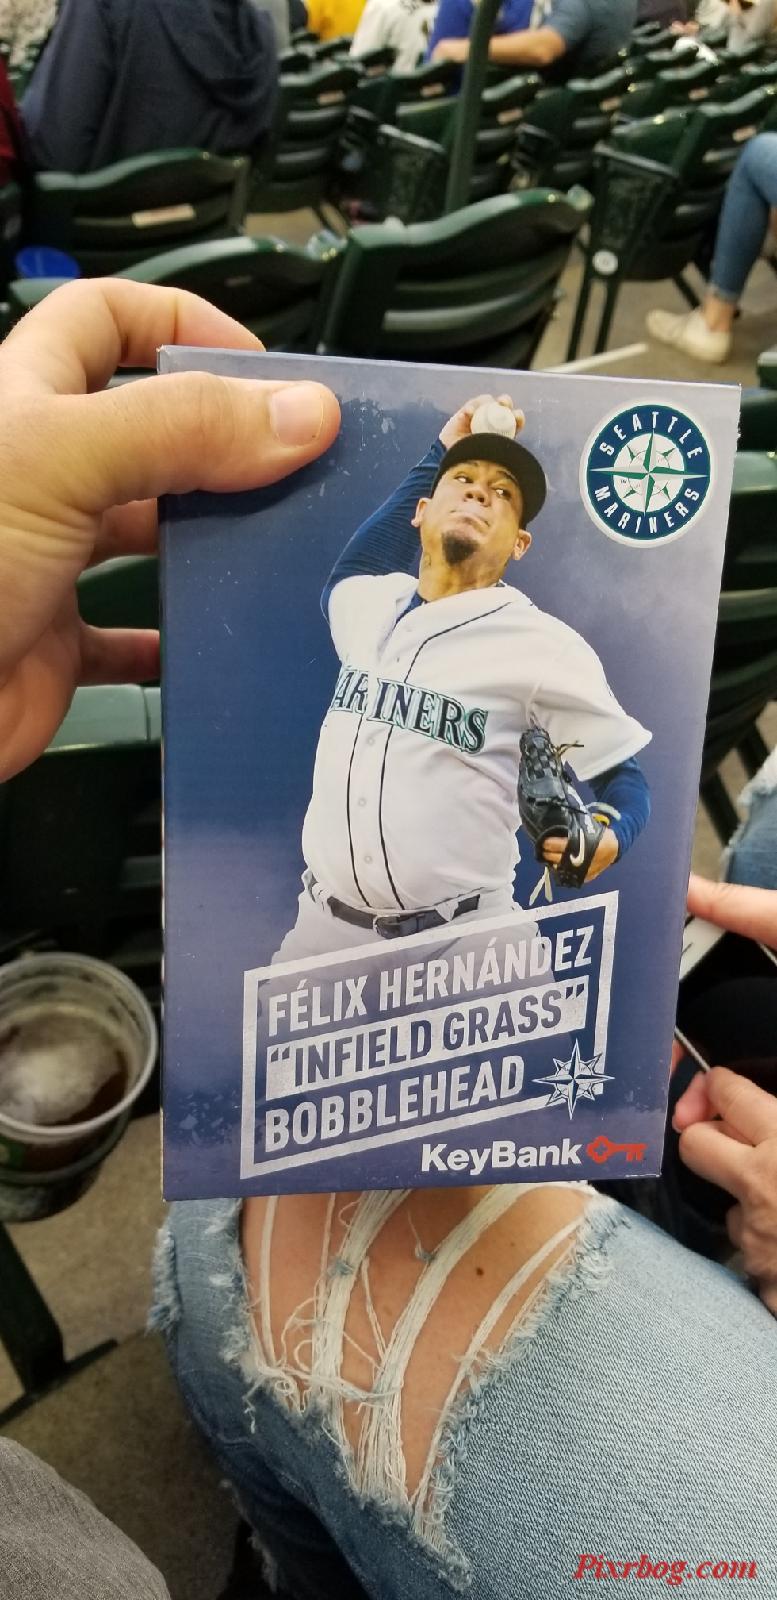 SEATTLE
MARINERS
MARINERS
FÉLIX HERNÁNDEZ
“INFIELD GRASS”
BOBBLEHEAD
KeyBank
Pixrbog.com